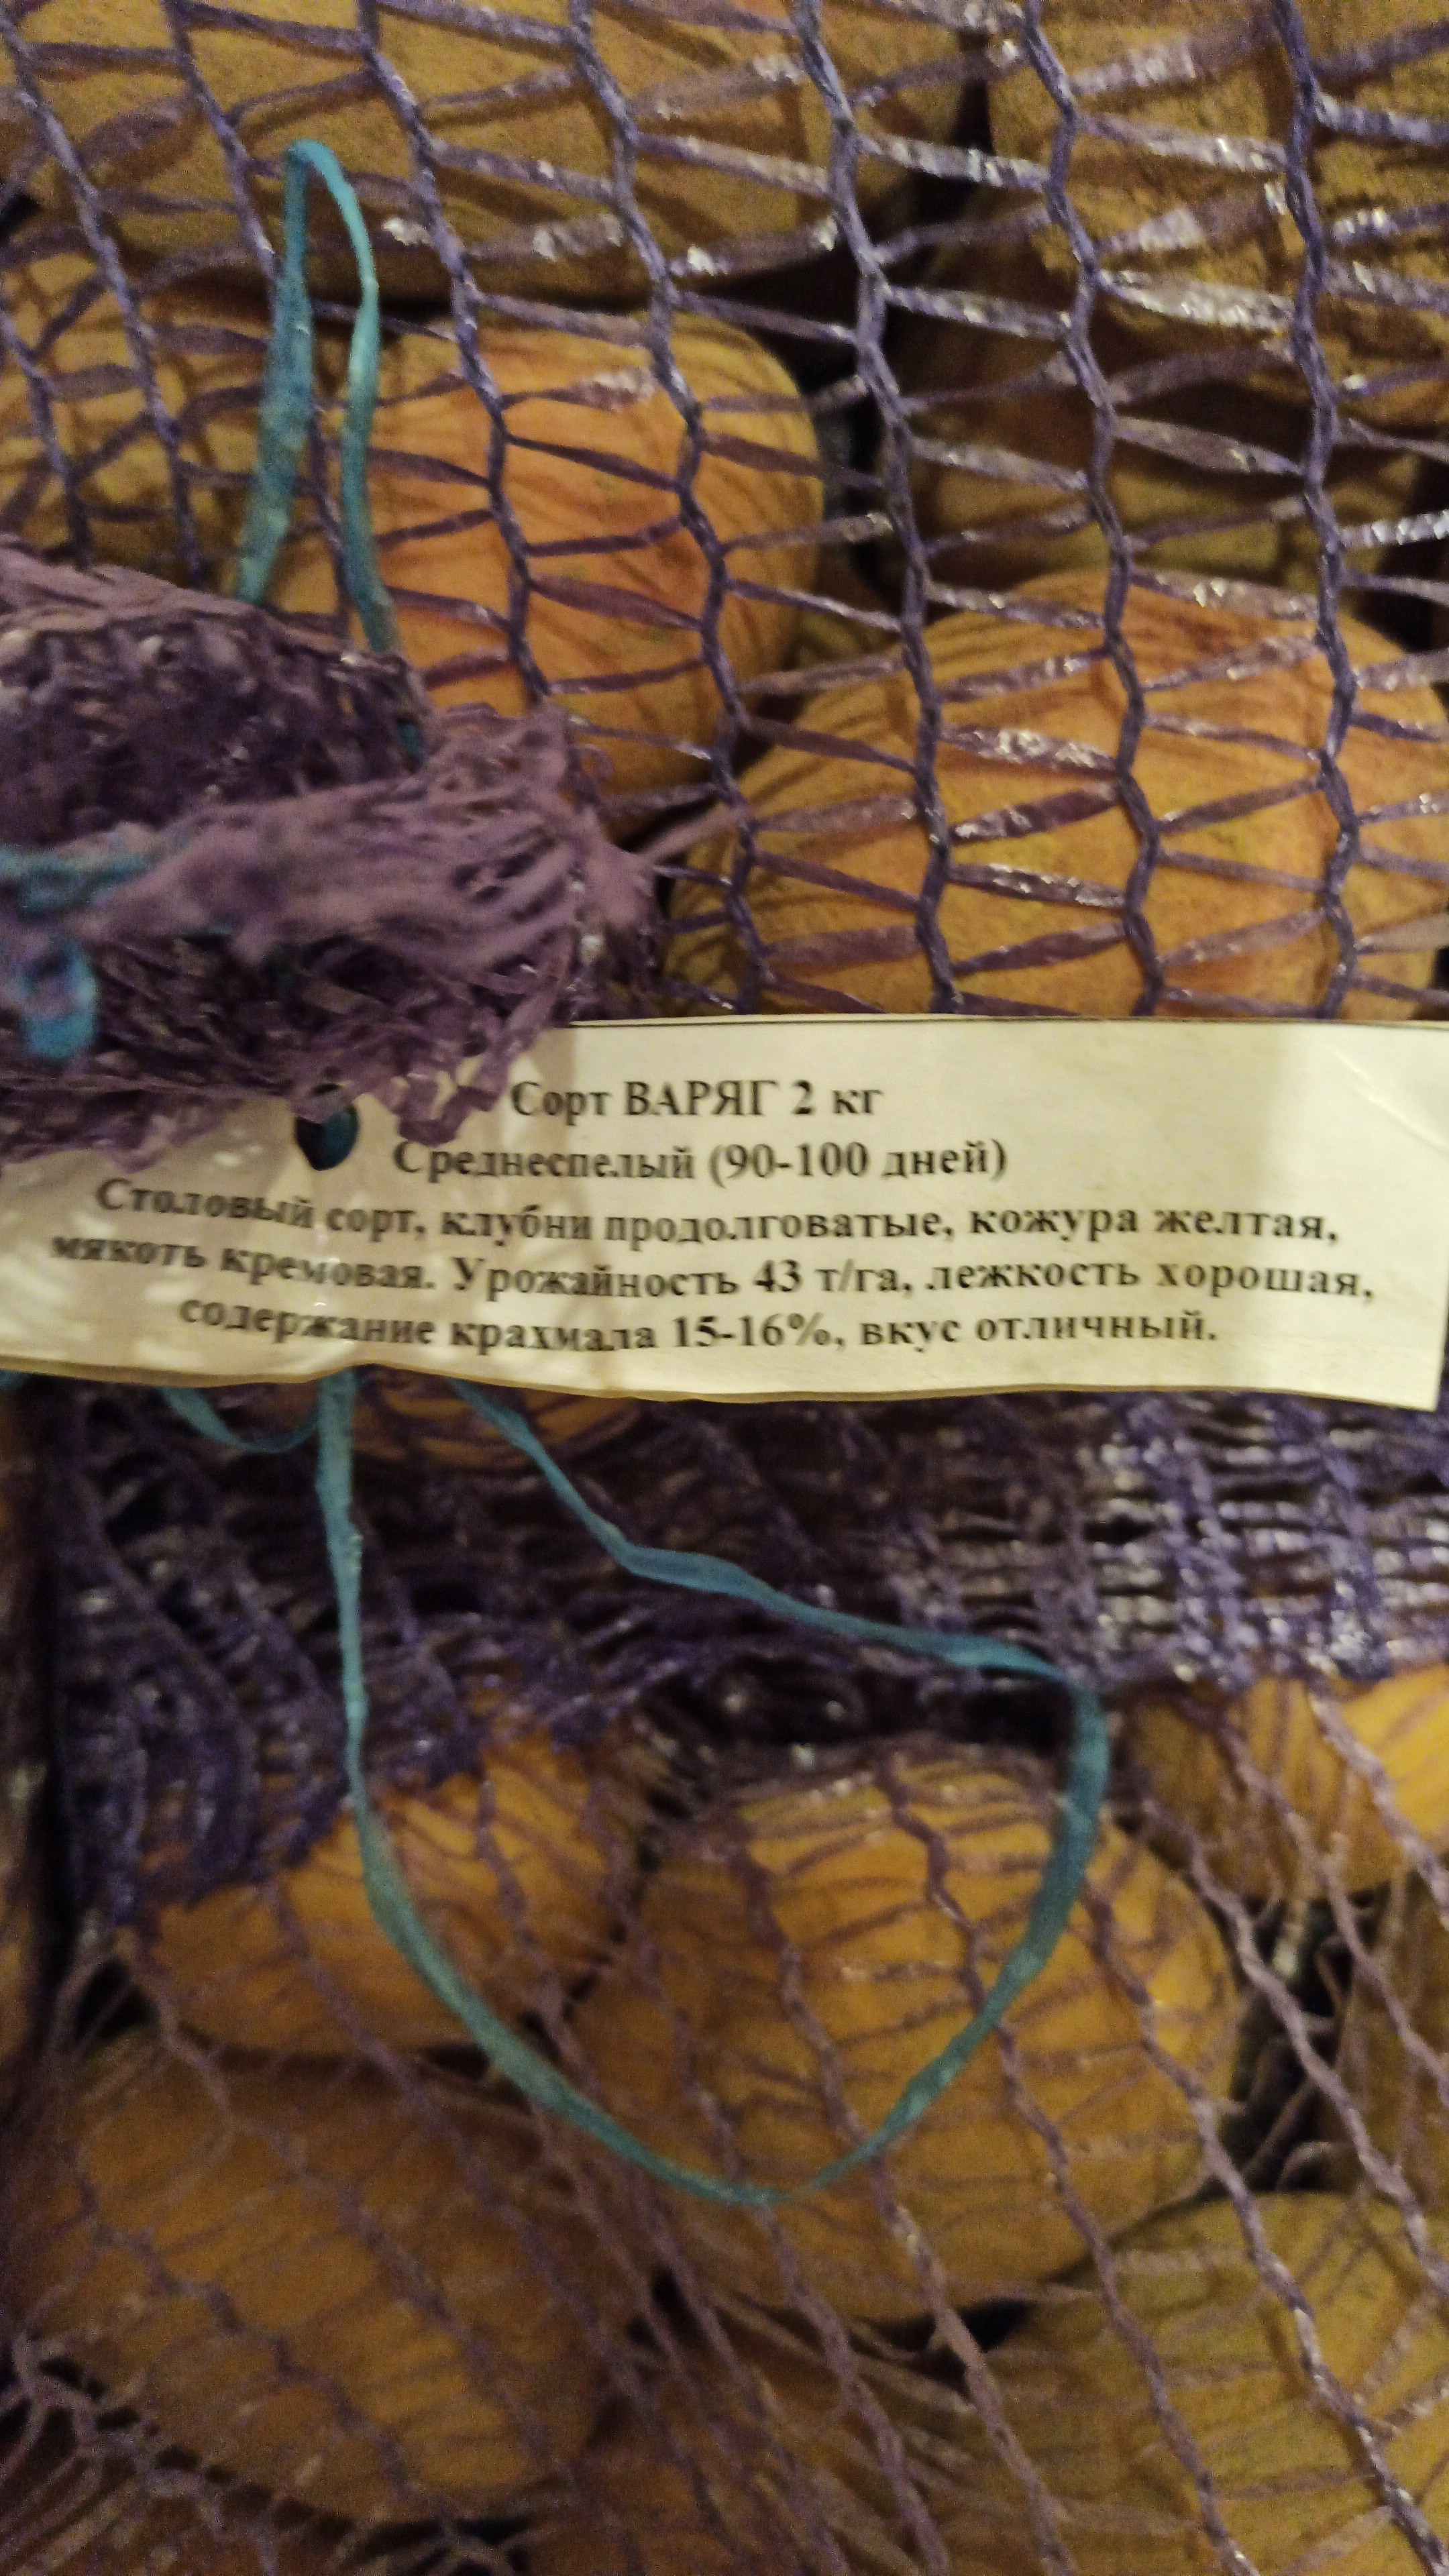 Сорт ВАРЯГ 2 кг
Среднеспелый (90-100 дней)
Столовый сорт, клубни продолговатые, кожура желтая,
мякоть кремовая. Урожайность 43 т/га, лежкость хорошая,
содержание крахмала 15-16%, вкус отличный.